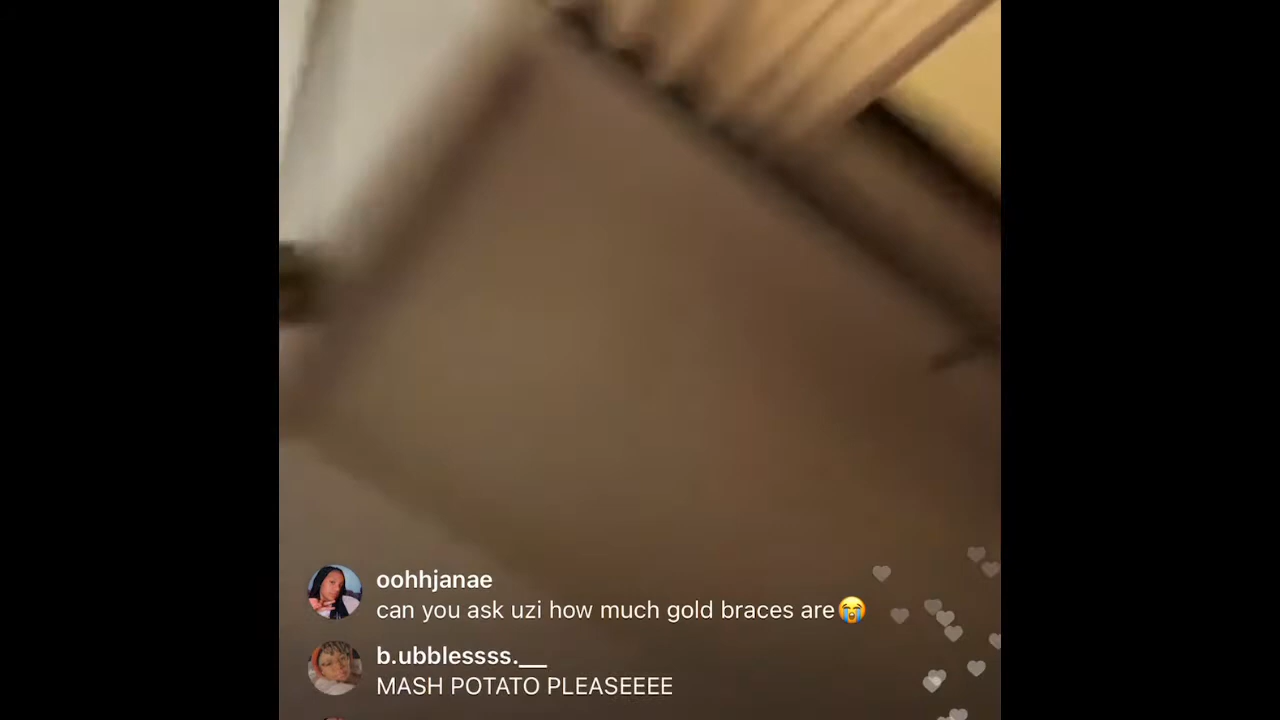 oohhjanae
can you ask uzi how much gold braces are😭
b.ubblessss.__
MASH POTATO PLEASEEEE